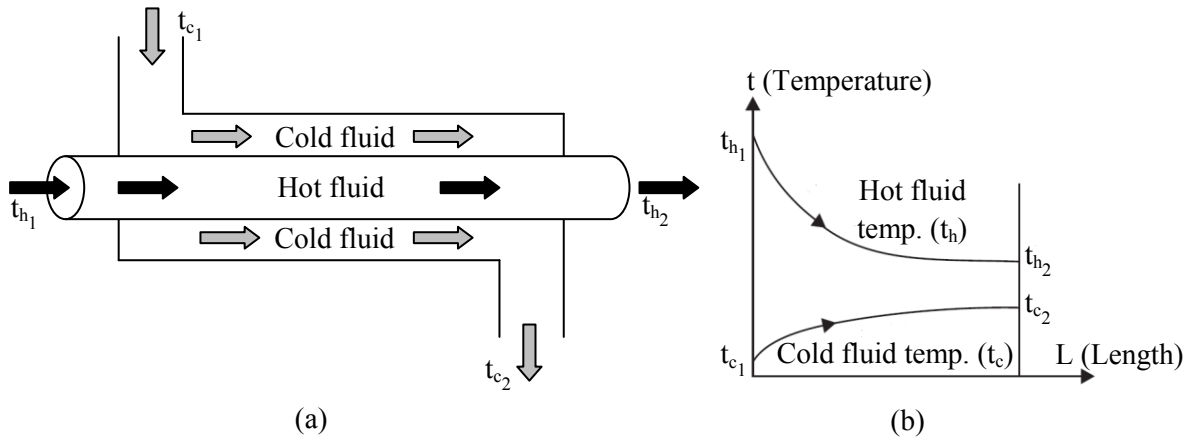 t_c1
Cold fluid
Hot fluid
t_h1
t_h2
Cold fluid
t_c2
(a)
t (Temperature)
t_h1
Hot fluid
temp. (t_h)
t_h2
t_c2
t_c1
Cold fluid temp. (t_c)
L (Length)
(b)